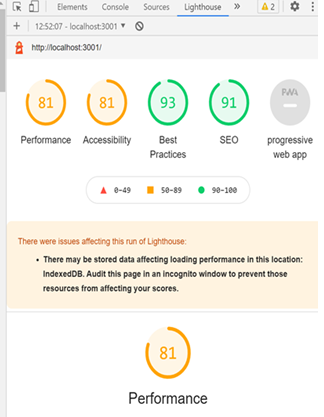 Elements Console Sources Lighthouse » 2
+ 12:52:07 - localhost:3001
http://localhost:3001/
81 81 93 91 PWA
Performance Accessibility Best Practices SEO progressive web app
0-49 50-89 90-100
There were issues affecting this run of Lighthouse:
• There may be stored data affecting loading performance in this location:
IndexedDB. Audit this page in an incognito window to prevent those
resources from affecting your scores.
81
Performance